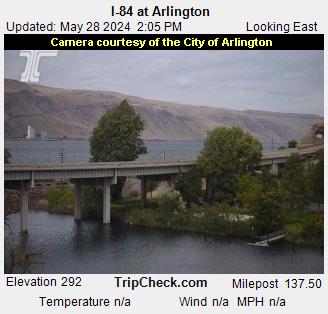 I-84 at Arlington
Updated: May 28 2024 2:05 PM Looking East
Camera courtesy of the City of Arlington
Elevation 292 TripCheck.com Milepost 137.50
Temperature n/a Wind n/a MPH n/a